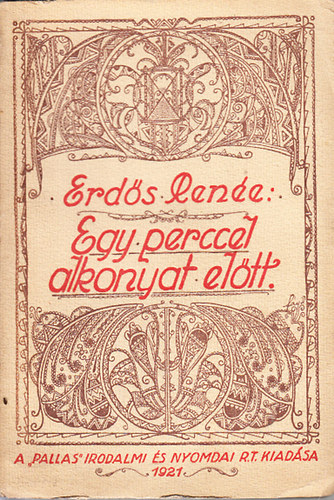 Erdős Renée:
Egy perccel
alkonyat előtt.
A „PALLAS" IRODALMI ÉS NYOMDAI R.T. KIADÁSA
1921